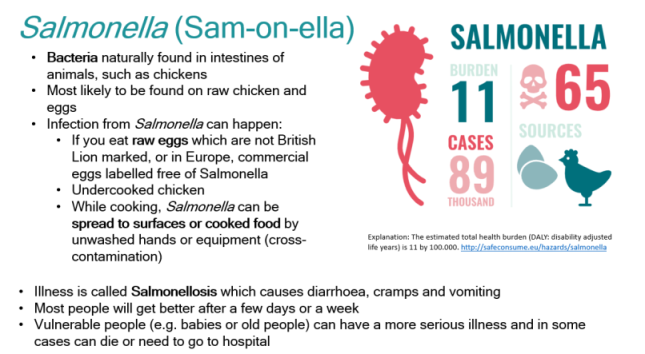 Salmonella (Sam-on-ella)
• Bacteria naturally found in intestines of
animals, such as chickens
• Most likely to be found on raw chicken and
eggs
• Infection from Salmonella can happen:
• If you eat raw eggs which are not British
Lion marked, or in Europe, commercial
eggs labelled free of Salmonella
• Undercooked chicken
• While cooking, Salmonella can be
spread to surfaces or cooked food by
unwashed hands or equipment (cross-
contamination)
SALMONELLA
BURDEN
11
65
CASES
SOURCES
89
THOUSAND
Explanation: The estimated total health burden (DALY: disability adjusted
life years) is 11 by 100.000. http://safeconsume.eu/hazards/salmonella
• Illness is called Salmonellosis which causes diarrhoea, cramps and vomiting
• Most people will get better after a few days or a week
• Vulnerable people (e.g. babies or old people) can have a more serious illness and in some
cases can die or need to go to hospital